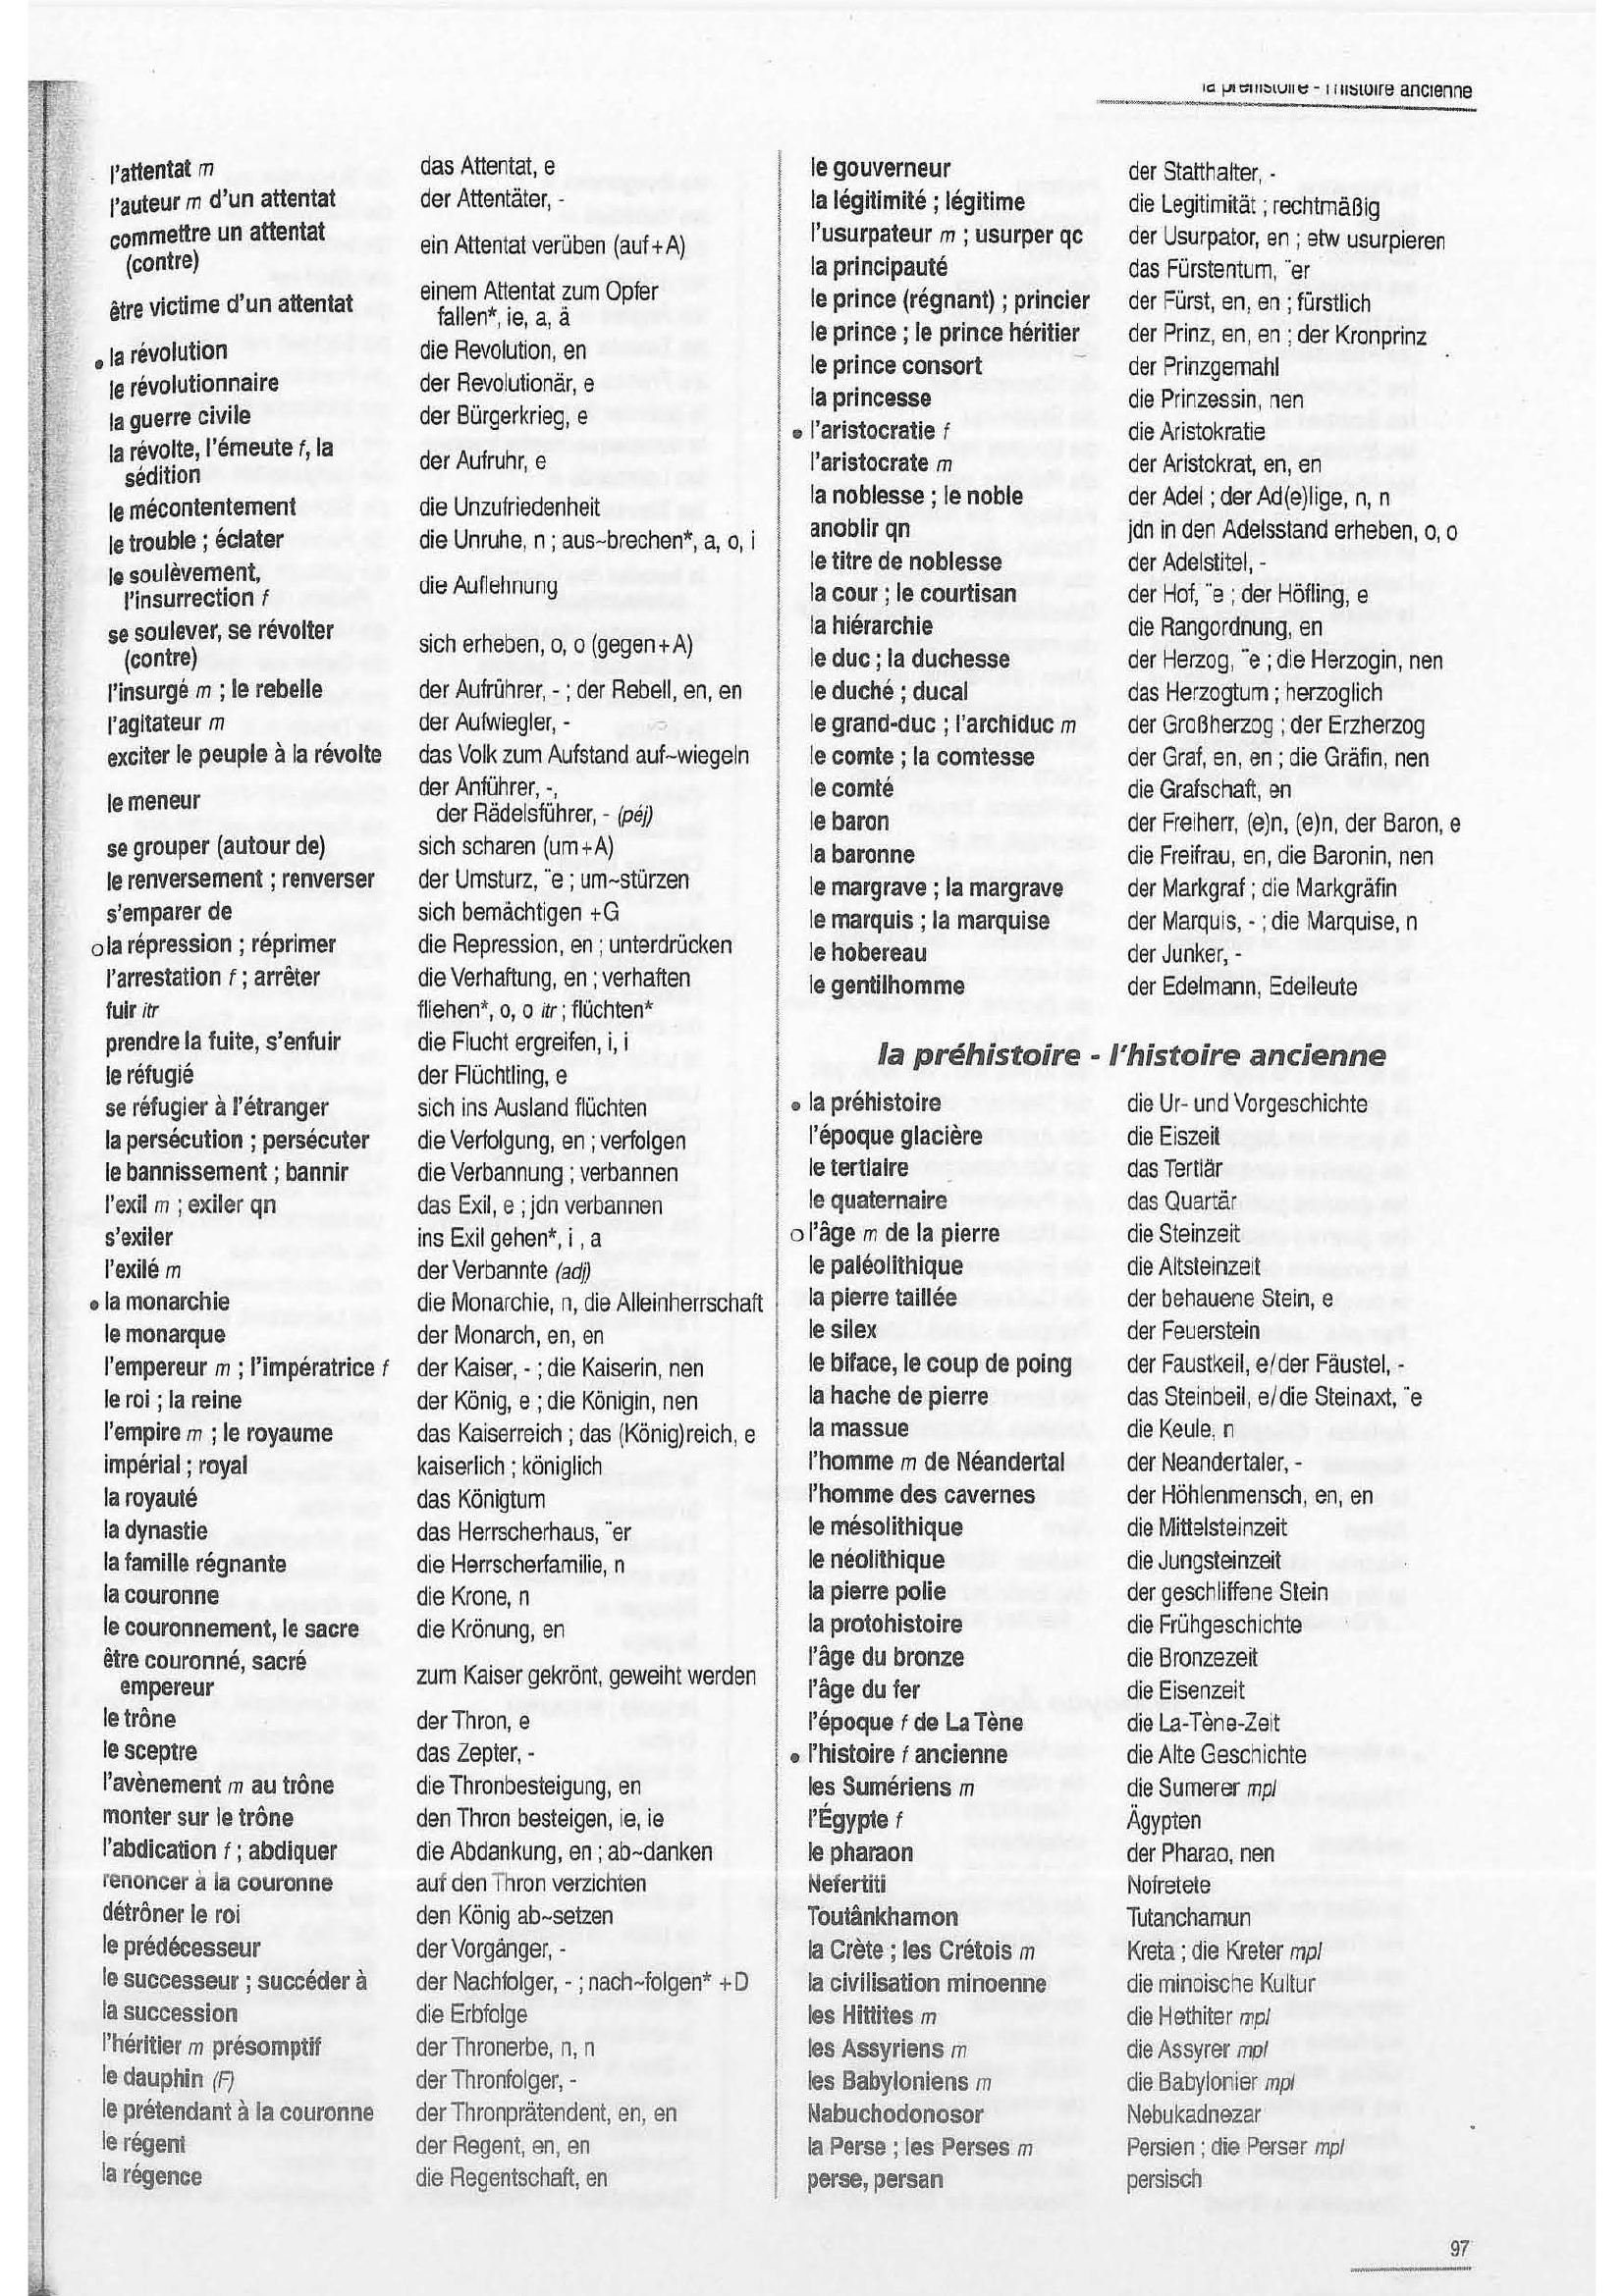 la préhistoire - l'histoire ancienne
l'attentat m das Attentat, e
l'auteur m d'un attentat der Attentäter, -
commettre un attentat
(contre) ein Attentat verüben (auf+A)
être victime d'un attentat einem Attentat zum Opfer
fallen*, ie, a, ä
• la révolution die Revolution, en
le révolutionnaire der Revolutionär, e
la guerre civile der Bürgerkrieg, e
la révolte, l'émeute f, la
sédition der Aufruhr, e
le mécontentement die Unzufriedenheit
le trouble ; éclater die Unruhe, n ; aus~brechen*, a, o, i
le soulèvement,
l'insurrection f die Auflehnung
se soulever, se révolter
(contre) sich erheben, o, o (gegen+A)
l'insurgé m ; le rebelle der Aufrührer, - ; der Rebell, en, en
l'agitateur m der Aufwiegler, -
exciter le peuple à la révolte das Volk zum Aufstand auf~wiegeln
le meneur der Anführer, -,
der Rädelsführer, - (péj)
se grouper (autour de) sich scharen (um+A)
le renversement ; renverser der Umsturz, ¨e ; um~stürzen
s'emparer de sich bemächtigen +G
o la répression ; réprimer die Repression, en ; unterdrücken
l'arrestation f ; arrêter die Verhaftung, en ; verhaften
fuir itr fliehen*, o, o itr ; flüchten*
prendre la fuite, s'enfuir die Flucht ergreifen, i, i
le réfugié der Flüchtling, e
se réfugier à l'étranger sich ins Ausland flüchten
la persécution ; persécuter die Verfolgung, en ; verfolgen
le bannissement ; bannir die Verbannung ; verbannen
l'exil m ; exiler qn das Exil, e ; jdn verbannen
s'exiler ins Exil gehen*, i , a
l'exilé m der Verbannte (adj)
• la monarchie die Monarchie, n, die Alleinherrschaft
le monarque der Monarch, en, en
l'empereur m ; l'impératrice f der Kaiser, - ; die Kaiserin, nen
le roi ; la reine der König, e ; die Königin, nen
l'empire m ; le royaume das Kaiserreich ; das (König)reich, e
impérial ; royal kaiserlich ; königlich
la royauté das Königtum
la dynastie das Herrscherhaus, ¨er
la famille régnante die Herrscherfamilie, n
la couronne die Krone, n
le couronnement, le sacre die Krönung, en
être couronné, sacré
empereur zum Kaiser gekrönt, geweiht werden
le trône der Thron, e
le sceptre das Zepter, -
l'avènement m au trône die Thronbesteigung, en
monter sur le trône den Thron besteigen, ie, ie
l'abdication f ; abdiquer die Abdankung, en ; ab~danken
renoncer à la couronne auf den Thron verzichten
détrôner le roi den König ab~setzen
le prédécesseur der Vorgänger, -
le successeur ; succéder à der Nachfolger, - ; nach~folgen* +D
la succession die Erbfolge
l'héritier m présomptif der Thronerbe, n, n
le dauphin (F) der Thronfolger, -
le prétendant à la couronne der Thronprätendent, en, en
le régent der Regent, en, en
la régence die Regentschaft, en
le gouverneur der Statthalter, -
la légitimité ; légitime die Legitimität ; rechtmäßig
l'usurpateur m ; usurper qc der Usurpator, en ; etw usurpieren
la principauté das Fürstentum, ¨er
le prince (régnant) ; princier der Fürst, en, en ; fürstlich
le prince ; le prince héritier der Prinz, en, en ; der Kronprinz
le prince consort der Prinzgemahl
la princesse die Prinzessin, nen
• l'aristocratie f die Aristokratie
l'aristocrate m der Aristokrat, en, en
la noblesse ; le noble der Adel ; der Ad(e)lige, n, n
anoblir qn jdn in den Adelsstand erheben, o, o
le titre de noblesse der Adelstitel, -
la cour ; le courtisan der Hof, ¨e ; der Höfling, e
la hiérarchie die Rangordnung, en
le duc ; la duchesse der Herzog, ¨e ; die Herzogin, nen
le duché ; ducal das Herzogtum ; herzoglich
le grand-duc ; l'archiduc m der Großherzog ; der Erzherzog
le comte ; la comtesse der Graf, en, en ; die Gräfin, nen
le comté die Grafschaft, en
le baron der Freiherr, (e)n, (e)n, der Baron, e
la baronne die Freifrau, en, die Baronin, nen
le margrave ; la margrave der Markgraf ; die Markgräfin
le marquis ; la marquise der Marquis, - ; die Marquise, n
le hobereau der Junker, -
le gentilhomme der Edelmann, Edelleute
la préhistoire - l'histoire ancienne
• la préhistoire die Ur- und Vorgeschichte
l'époque glacière die Eiszeit
le tertiaire das Tertiär
le quaternaire das Quartär
o l'âge m de la pierre die Steinzeit
le paléolithique die Altsteinzeit
la pierre taillée der behauene Stein, e
le silex der Feuerstein
le biface, le coup de poing der Faustkeil, e/der Fäustel, -
la hache de pierre das Steinbeil, e/die Steinaxt, ¨e
la massue die Keule, n
l'homme m de Néandertal der Neandertaler, -
l'homme des cavernes der Höhlenmensch, en, en
le mésolithique die Mittelsteinzeit
le néolithique die Jungsteinzeit
la pierre polie der geschliffene Stein
la protohistoire die Frühgeschichte
l'âge du bronze die Bronzezeit
l'âge du fer die Eisenzeit
l'époque f de La Tène die La-Tène-Zeit
• l'histoire f ancienne die Alte Geschichte
les Sumériens m die Sumerer mpl
l'Égypte f Ägypten
le pharaon der Pharao, nen
Nefertiti Nofretete
Toutânkhamon Tutanchamun
la Crète ; les Crétois m Kreta ; die Kreter mpl
la civilisation minoenne die minoische Kultur
les Hittites m die Hethiter mpl
les Assyriens m die Assyrer mpl
les Babyloniens m die Babylonier mpl
Nabuchodonosor Nebukadnezar
la Perse ; les Perses m Persien ; die Perser mpl
perse, persan persisch
97